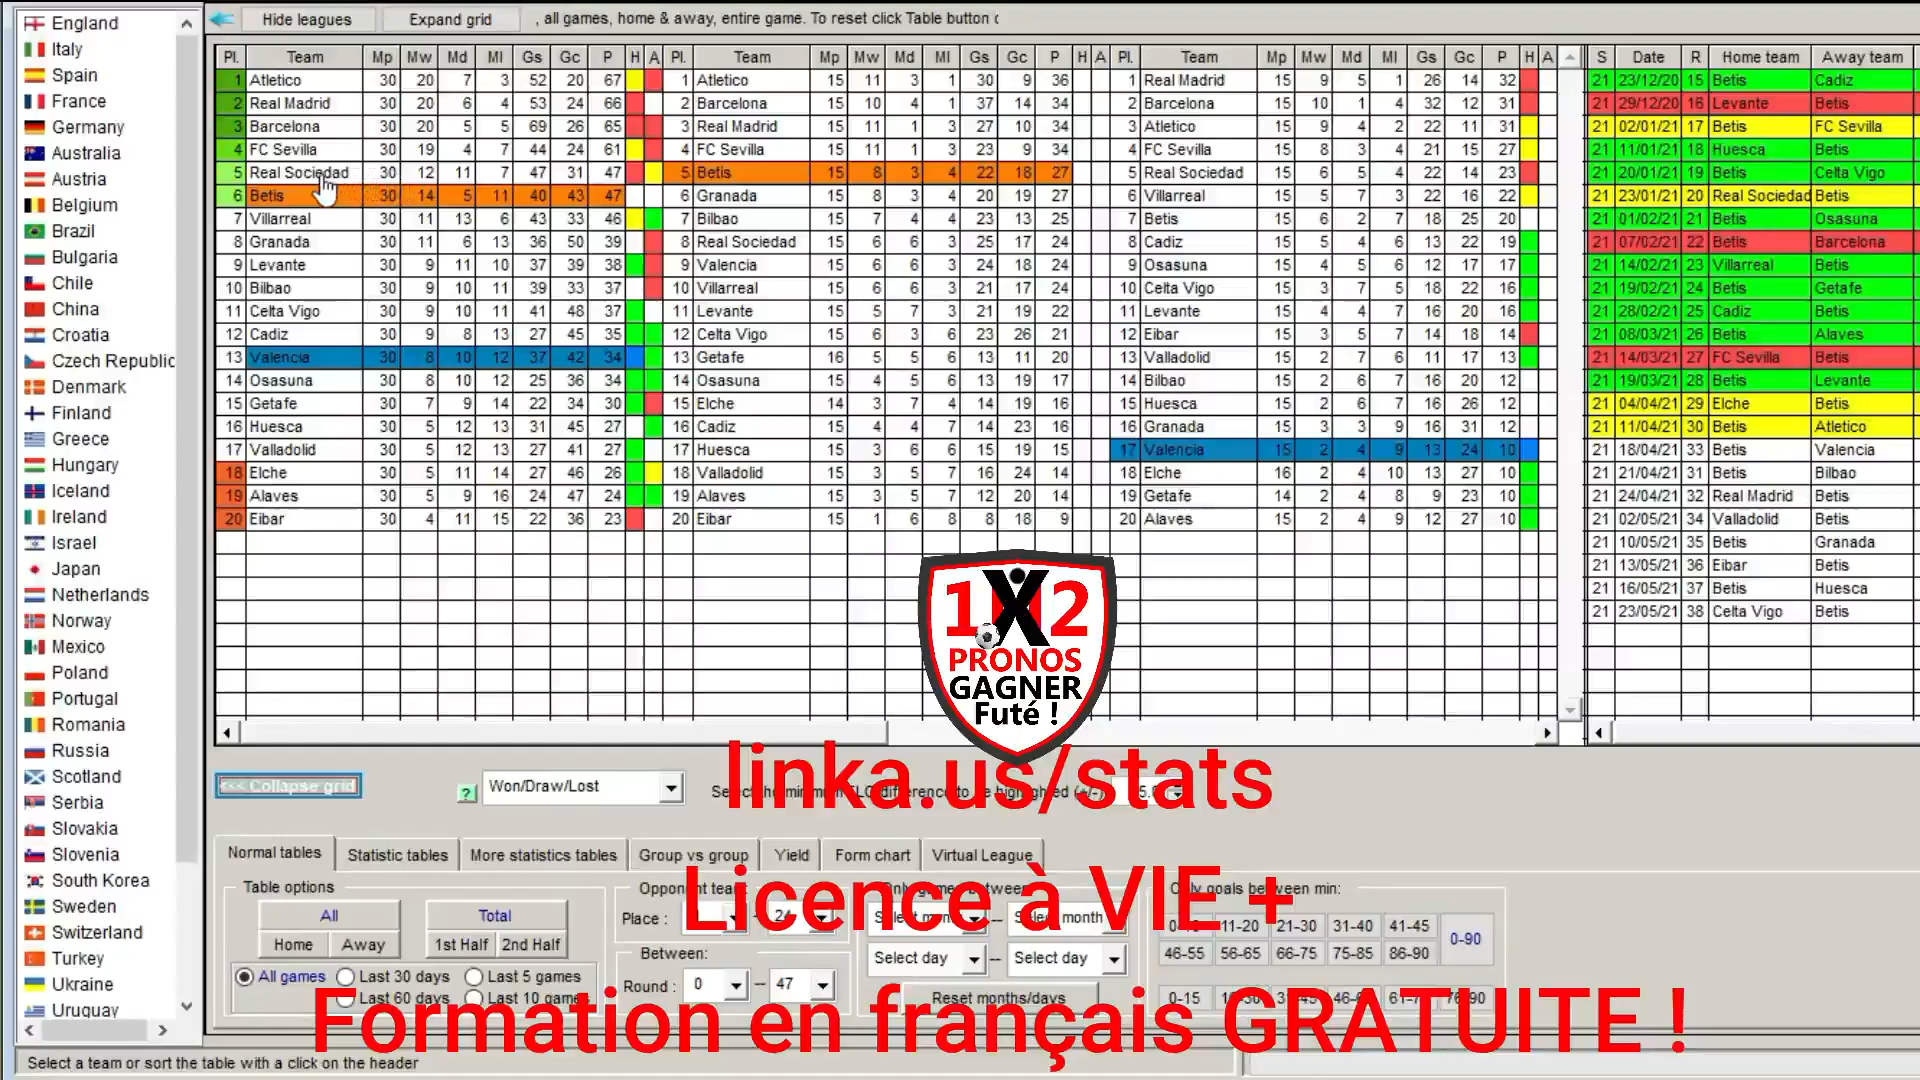 England
Italy
Spain
France
Germany
Australia
Austria
Belgium
Brazil
Bulgaria
Chile
China
Croatia
Czech Republic
Denmark
Finland
Greece
Hungary
Iceland
Ireland
Israel
Japan
Netherlands
Norway
Mexico
Poland
Portugal
Romania
Russia
Scotland
Serbia
Slovakia
Slovenia
South Korea
Sweden
Switzerland
Turkey
Ukraine
Uruguay
Hide leagues Expand grid , all games, home & away, entire game. To reset click Table button
Pl. Team Mp Mw Md Ml Gs Gc P H A Pl. Team Mp Mw Md Ml Gs Gc P H A Pl. Team Mp Mw Md Ml Gs Gc P H A
1 Atletico 30 20 7 3 52 20 67 1 Atletico 15 11 3 1 30 9 36 1 Real Madrid 15 9 5 1 26 14 32
2 Real Madrid 30 20 6 4 53 24 66 2 Barcelona 15 10 4 1 37 14 34 2 Barcelona 15 10 1 4 32 12 31
3 Barcelona 30 20 5 5 69 26 65 3 Real Madrid 15 11 1 3 27 10 34 3 Atletico 15 9 4 2 22 11 31
4 FC Sevilla 30 19 4 7 44 24 61 4 FC Sevilla 15 11 1 3 23 9 34 4 FC Sevilla 15 8 3 4 21 15 27
5 Real Sociedad 30 12 11 7 47 31 47 5 Betis 15 8 3 4 22 18 27 5 Real Sociedad 15 6 5 4 22 14 23
6 Betis 30 14 5 11 40 43 47 6 Granada 15 8 3 4 20 19 27 6 Villarreal 15 5 7 3 22 16 22
7 Villarreal 30 11 13 6 43 33 46 7 Bilbao 15 7 4 4 23 13 25 7 Betis 15 6 2 7 18 25 20
8 Granada 30 11 6 13 36 50 39 8 Real Sociedad 15 6 6 3 25 17 24 8 Cadiz 15 5 4 6 13 22 19
9 Levante 30 9 11 10 37 39 38 9 Valencia 15 6 6 3 24 18 24 9 Osasuna 15 4 5 6 12 17 17
10 Bilbao 30 9 10 11 39 33 37 10 Villarreal 15 6 6 3 21 17 24 10 Celta Vigo 15 3 7 5 18 22 16
11 Celta Vigo 30 9 10 11 41 48 37 11 Levante 15 5 7 3 21 19 22 11 Levante 15 4 4 7 16 20 16
12 Cadiz 30 9 8 13 27 45 35 12 Celta Vigo 15 6 3 6 23 26 21 12 Eibar 15 3 5 7 14 18 14
13 Valencia 30 8 10 12 37 42 34 13 Getafe 16 5 5 6 13 11 20 13 Valladolid 15 2 7 6 11 17 13
14 Osasuna 30 8 10 12 25 36 34 14 Osasuna 15 4 5 6 13 19 17 14 Bilbao 15 2 6 7 16 20 12
15 Getafe 30 7 9 14 22 34 30 15 Elche 14 3 7 4 14 19 16 15 Huesca 15 2 6 7 16 26 12
16 Huesca 30 5 12 13 31 45 27 16 Cadiz 15 4 4 7 14 23 16 16 Granada 15 3 3 9 16 31 12
17 Valladolid 30 5 12 13 27 41 27 17 Huesca 15 3 6 6 15 19 15 17 Valencia 15 2 4 9 13 24 10
18 Elche 30 5 11 14 27 46 26 18 Valladolid 15 3 5 7 16 24 14 18 Elche 16 2 4 10 13 27 10
19 Alaves 30 5 9 16 24 47 24 19 Alaves 15 3 5 7 12 20 14 19 Getafe 14 2 4 8 9 23 10
20 Eibar 30 4 11 15 22 36 23 20 Eibar 15 1 6 8 8 18 9 20 Alaves 15 2 4 9 12 27 10
S Date R Home team Away team
21 23/12/20 15 Betis Cadiz
21 29/12/20 16 Levante Betis
21 02/01/21 17 Betis FC Sevilla
21 11/01/21 18 Huesca Betis
21 20/01/21 19 Betis Celta Vigo
21 23/01/21 20 Real Sociedad Betis
21 01/02/21 21 Betis Osasuna
21 07/02/21 22 Betis Barcelona
21 14/02/21 23 Villarreal Betis
21 19/02/21 24 Betis Getafe
21 28/02/21 25 Cadiz Betis
21 08/03/21 26 Betis Alaves
21 14/03/21 27 FC Sevilla Betis
21 19/03/21 28 Betis Levante
21 04/04/21 29 Elche Betis
21 11/04/21 30 Betis Atletico
21 18/04/21 33 Betis Valencia
21 21/04/21 31 Betis Bilbao
21 24/04/21 32 Real Madrid Betis
21 02/05/21 34 Valladolid Betis
21 10/05/21 35 Betis Granada
21 13/05/21 36 Eibar Betis
21 16/05/21 37 Betis Huesca
21 23/05/21 38 Celta Vigo Betis
1 X 2
PRONOS
GAGNER
Futé !
linka.us/stats
<<< Collapse grid ? Won/Draw/Lost
Normal tables Statistic tables More statistics tables Group vs group Yield Form chart Virtual League
Licence à VIE +
Table options
All Total
Home Away 1st Half 2nd Half
All games Last 30 days Last 5 games
Last 60 days Last 10 games
Opponent team:
Place :
Between:
Round : 0 -- 47
Only games between
Select month -- Select month
Select day -- Select day
Reset months/days
Only goals between min:
11-20 21-30 31-40 41-45
46-55 56-65 66-75 75-85 86-90 0-90
0-15
Formation en français GRATUITE !
Select a team or sort the table with a click on the header